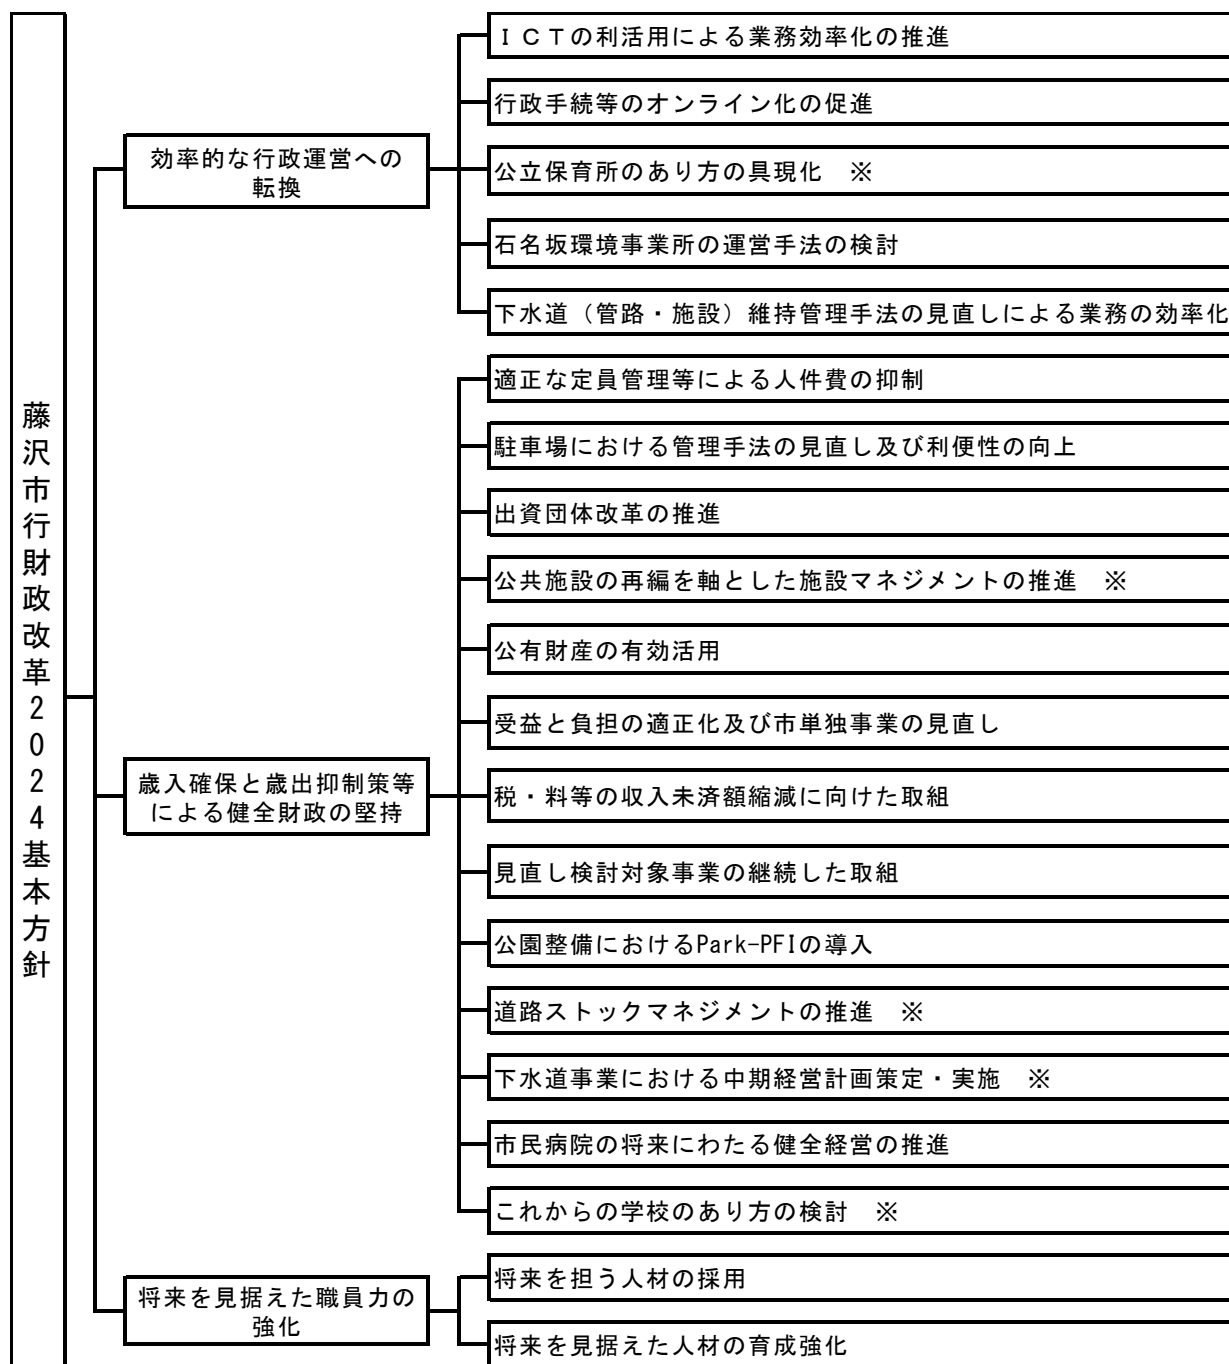 藤沢市行財政改革2024基本方針
効率的な行政運営への
転換
ＩＣＴの利活用による業務効率化の推進
行政手続等のオンライン化の促進
公立保育所のあり方の具現化　※
石名坂環境事業所の運営手法の検討
下水道（管路・施設）維持管理手法の見直しによる業務の効率化
歳入確保と歳出抑制策等
による健全財政の堅持
適正な定員管理等による人件費の抑制
駐車場における管理手法の見直し及び利便性の向上
出資団体改革の推進
公共施設の再編を軸とした施設マネジメントの推進　※
公有財産の有効活用
受益と負担の適正化及び市単独事業の見直し
税・料等の収入未済額縮減に向けた取組
見直し検討対象事業の継続した取組
公園整備におけるPark-PFIの導入
道路ストックマネジメントの推進　※
下水道事業における中期経営計画策定・実施　※
市民病院の将来にわたる健全経営の推進
これからの学校のあり方の検討　※
将来を見据えた職員力の
強化
将来を担う人材の採用
将来を見据えた人材の育成強化